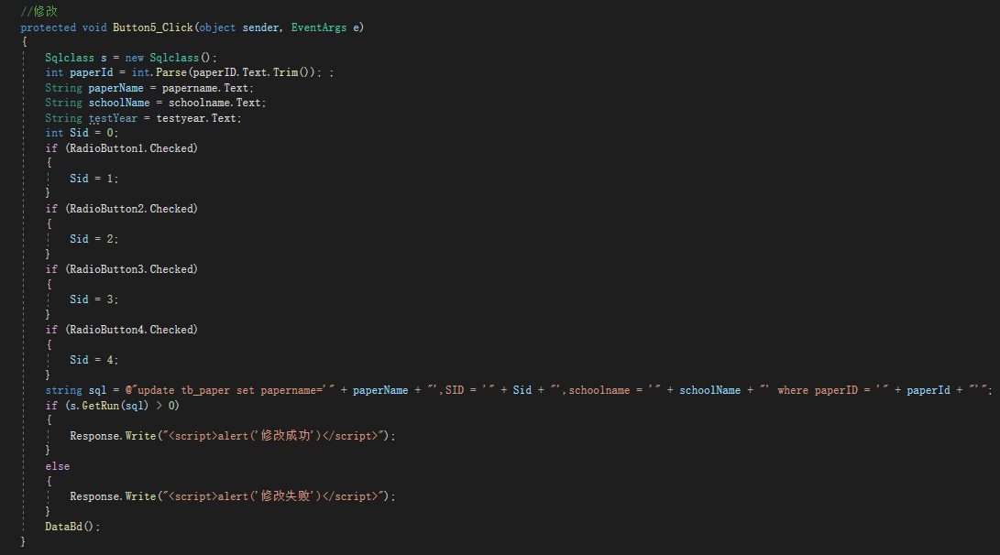 //修改
protected void Button5_Click(object sender, EventArgs e)
{
Sqlclass s = new Sqlclass();
int paperId = int.Parse(paperID.Text.Trim()); ;
String paperName = papername.Text;
String schoolName = schoolname.Text;
String testYear = testyear.Text;
int Sid = 0;
if (RadioButton1.Checked)
{
Sid = 1;
}
if (RadioButton2.Checked)
{
Sid = 2;
}
if (RadioButton3.Checked)
{
Sid = 3;
}
if (RadioButton4.Checked)
{
Sid = 4;
}
string sql = @"update tb_paper set papername='" + paperName + "',SID = '" + Sid + "',schoolname = '" + schoolName + "' where paperID = '" + paperId + "'";
if (s.GetRun(sql) > 0)
{
Response.Write("<script>alert('修改成功')</script>");
}
else
{
Response.Write("<script>alert('修改失败')</script>");
}
DataBd();
}